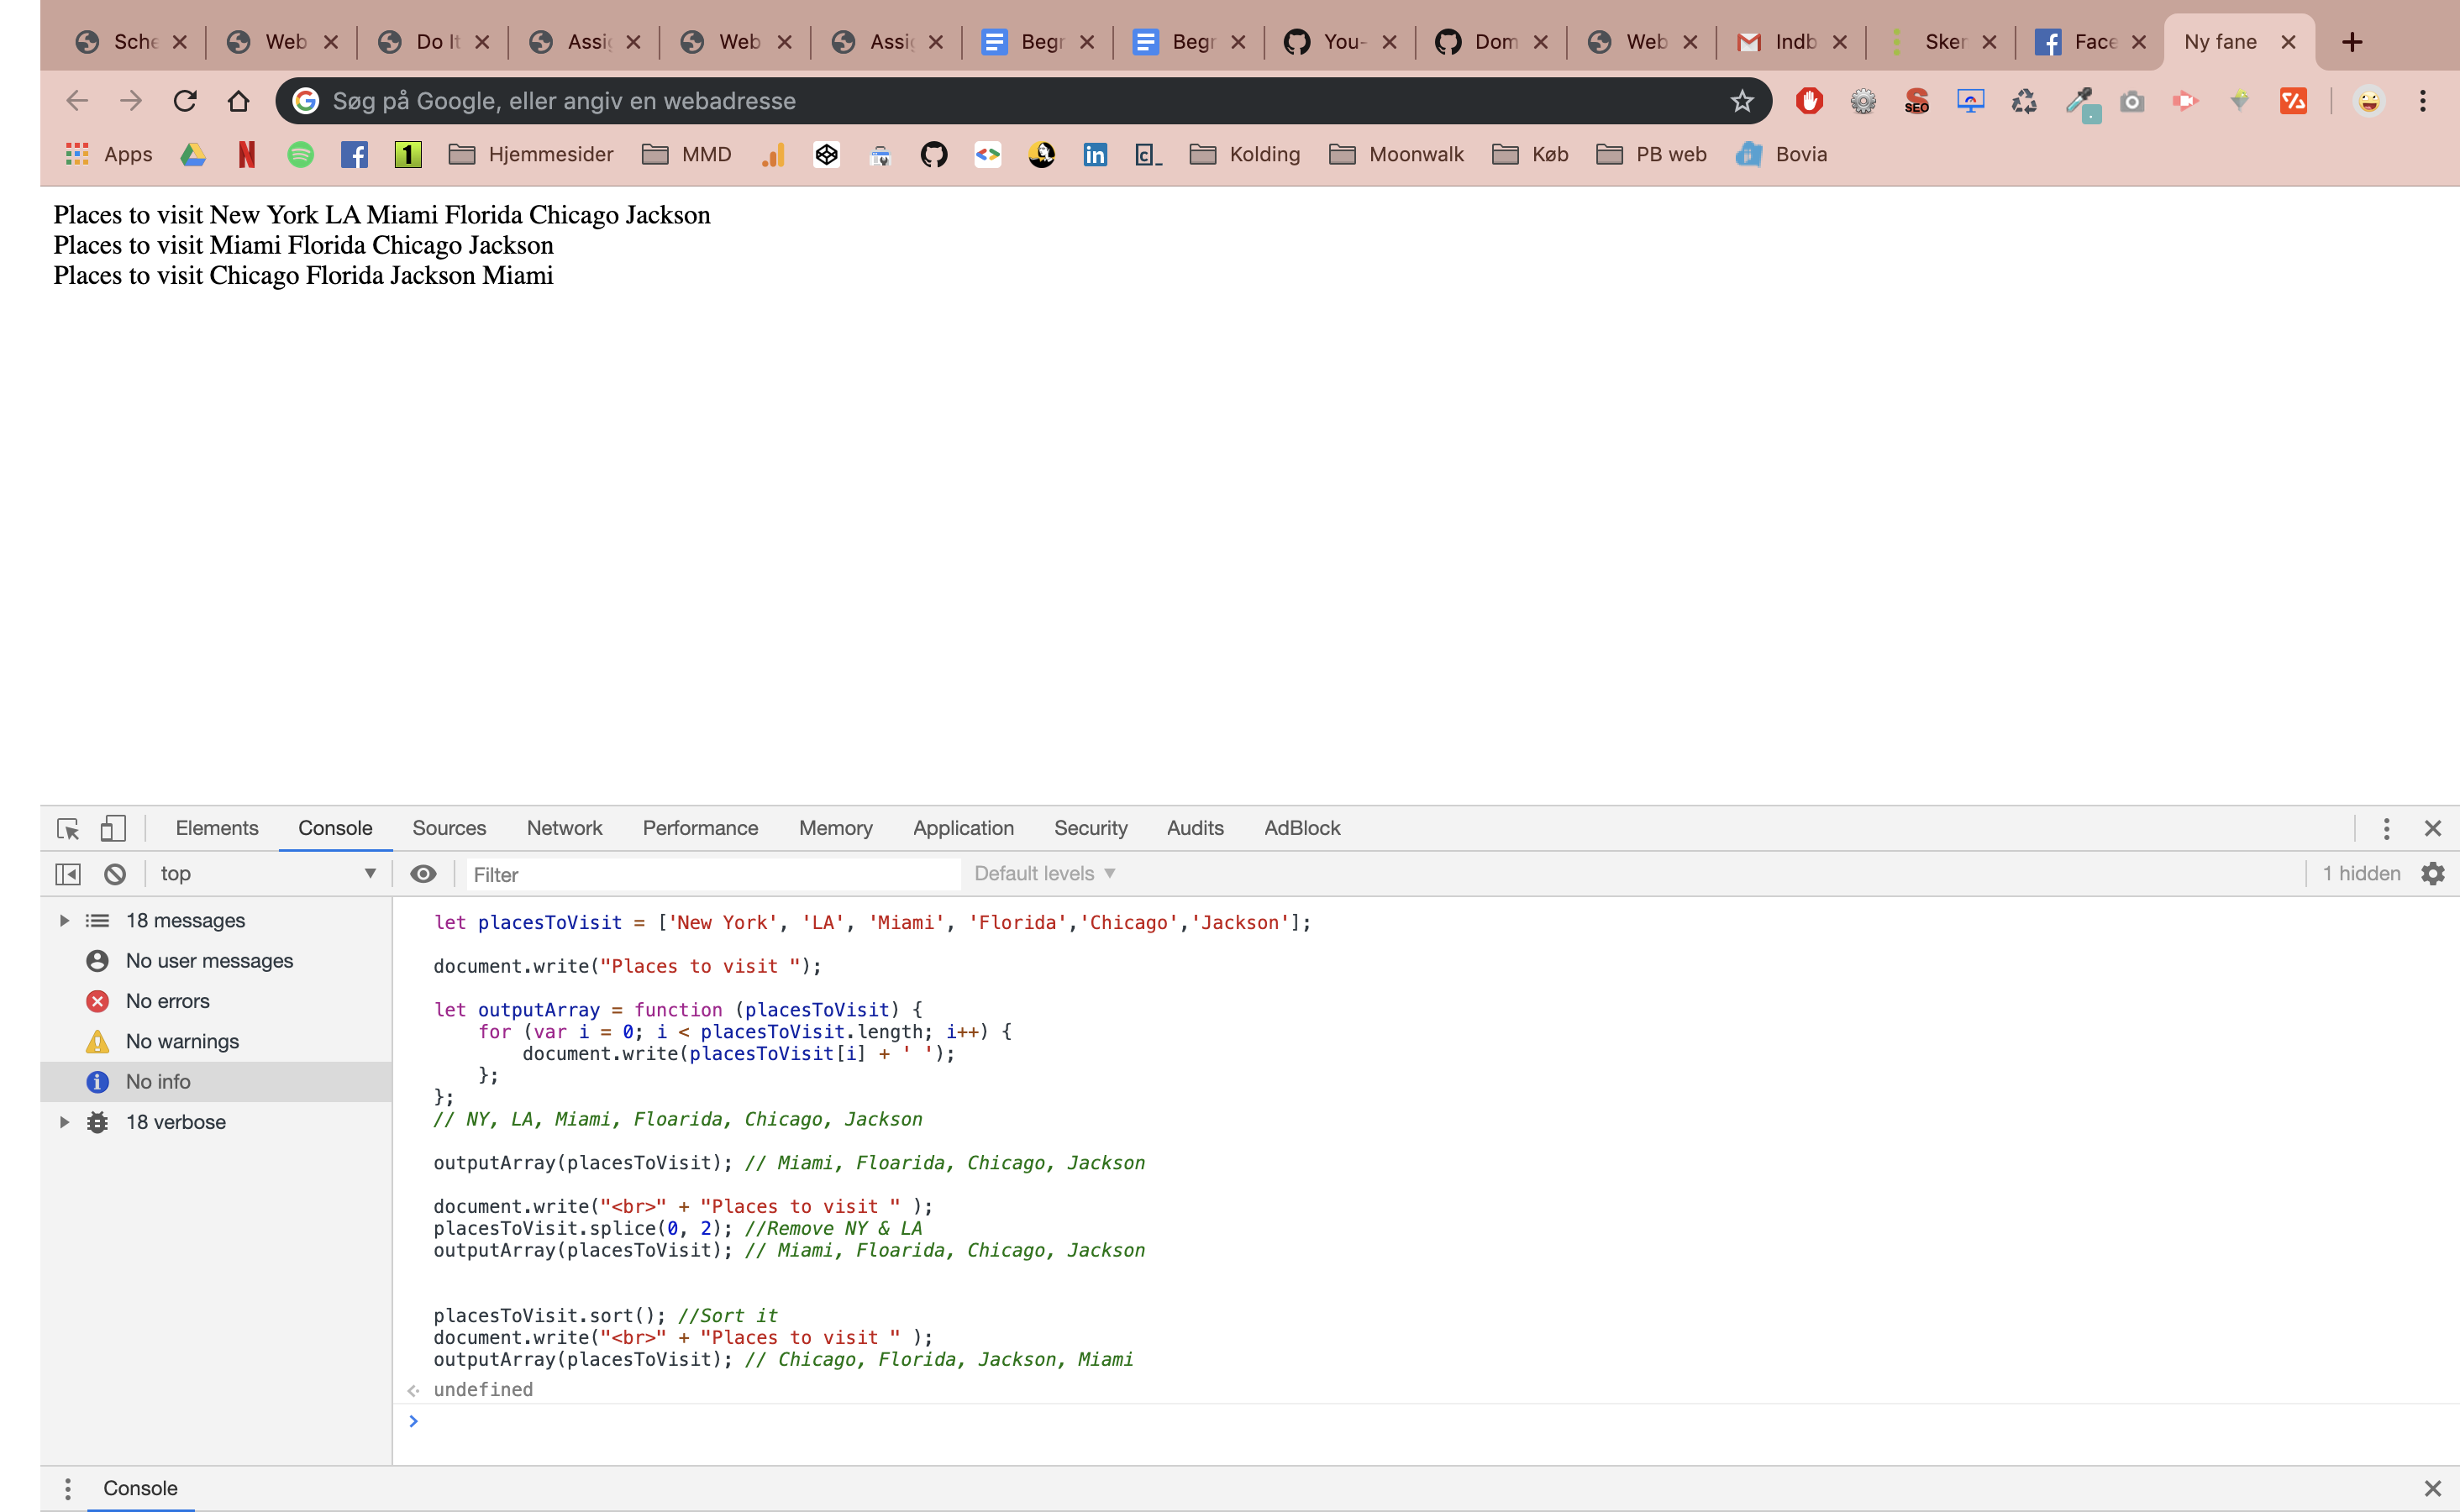 Sche Web Do It Assi Web Assi Begr Begr You- Dom Web Indb Sker Face Ny fane
Søg på Google, eller angiv en webadresse SEO
Apps N 1 Hjemmesider MMD in c_ Kolding Moonwalk Køb PB web Bovia
Places to visit New York LA Miami Florida Chicago Jackson
Places to visit Miami Florida Chicago Jackson
Places to visit Chicago Florida Jackson Miami
Elements Console Sources Network Performance Memory Application Security Audits AdBlock
top Filter Default levels 1 hidden
18 messages
No user messages
No errors
No warnings
No info
18 verbose
let placesToVisit = ['New York', 'LA', 'Miami', 'Florida','Chicago','Jackson'];
document.write("Places to visit ");
let outputArray = function (placesToVisit) {
for (var i = 0; i < placesToVisit.length; i++) {
document.write(placesToVisit[i] + ' ');
};
};
// NY, LA, Miami, Floarida, Chicago, Jackson
outputArray(placesToVisit); // Miami, Floarida, Chicago, Jackson
document.write("<br>" + "Places to visit " );
placesToVisit.splice(0, 2); //Remove NY & LA
outputArray(placesToVisit); // Miami, Floarida, Chicago, Jackson
placesToVisit.sort(); //Sort it
document.write("<br>" + "Places to visit " );
outputArray(placesToVisit); // Chicago, Florida, Jackson, Miami
undefined
Console